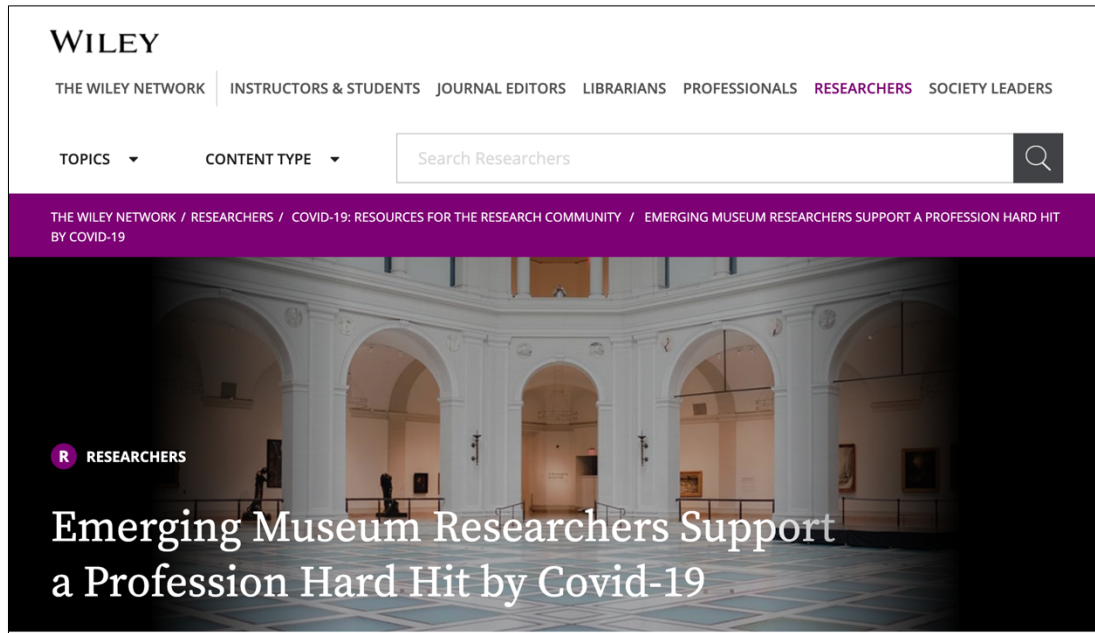 WILEY
THE WILEY NETWORK INSTRUCTORS & STUDENTS JOURNAL EDITORS LIBRARIANS PROFESSIONALS RESEARCHERS SOCIETY LEADERS
TOPICS CONTENT TYPE Search Researchers
THE WILEY NETWORK / RESEARCHERS / COVID-19: RESOURCES FOR THE RESEARCH COMMUNITY / EMERGING MUSEUM RESEARCHERS SUPPORT A PROFESSION HARD HIT
BY COVID-19
R RESEARCHERS
Emerging Museum Researchers Support
a Profession Hard Hit by Covid-19